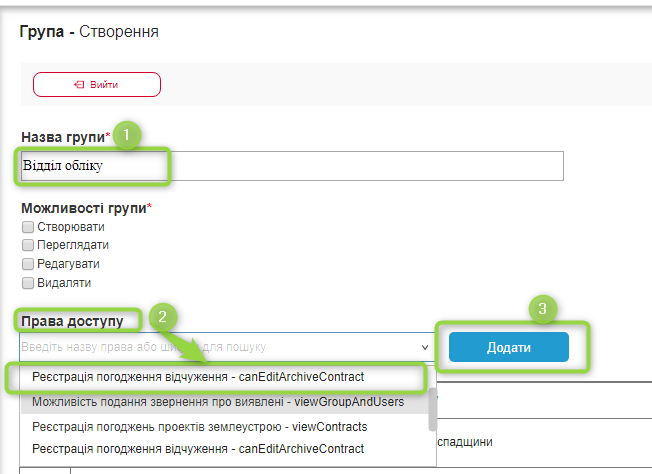 Група - Створення
Вийти
Назва групи* 1
Відділ обліку
Можливості групи*
Створювати
Переглядати
Редагувати
Видаляти
Права доступу 2 3
Введіть назву права або для пошуку
Додати
Реєстрація погодження відчуження - canEditArchiveContract
Можливість подання звернення про виявлені - viewGroupAndUsers
Реєстрація погоджень проектів землеустрою - viewContracts
Реєстрація погодження відчуження - canEditArchiveContract
спадщини